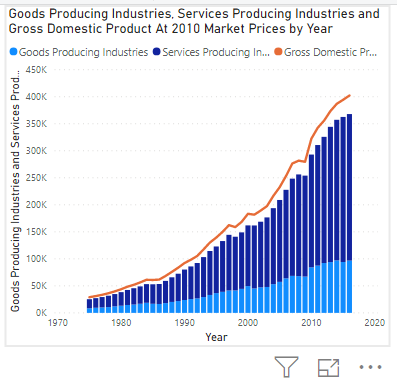 Goods Producing Industries, Services Producing Industries and
Gross Domestic Product At 2010 Market Prices by Year
Goods Producing Industries Services Producing In... Gross Domestic Pr...
Goods Producing Industries and Services Prod...
450K
400K
350K
300K
250K
200K
150K
100K
50K
0K
1970 1980 1990 2000 2010 2020
Year